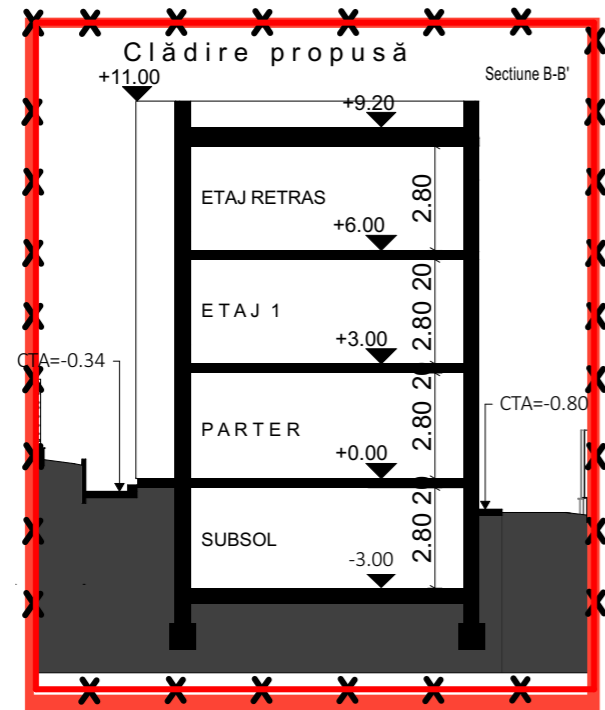 Clădire propusă
+11.00
Sectiune B-B'
+9.20
ETAJ RETRAS
2.80
+6.00
20
ETAJ 1
2.80
+3.00
CTA=-0.34
20
CTA=-0.80
PARTER
2.80
+0.00
20
SUBSOL
2.80
-3.00